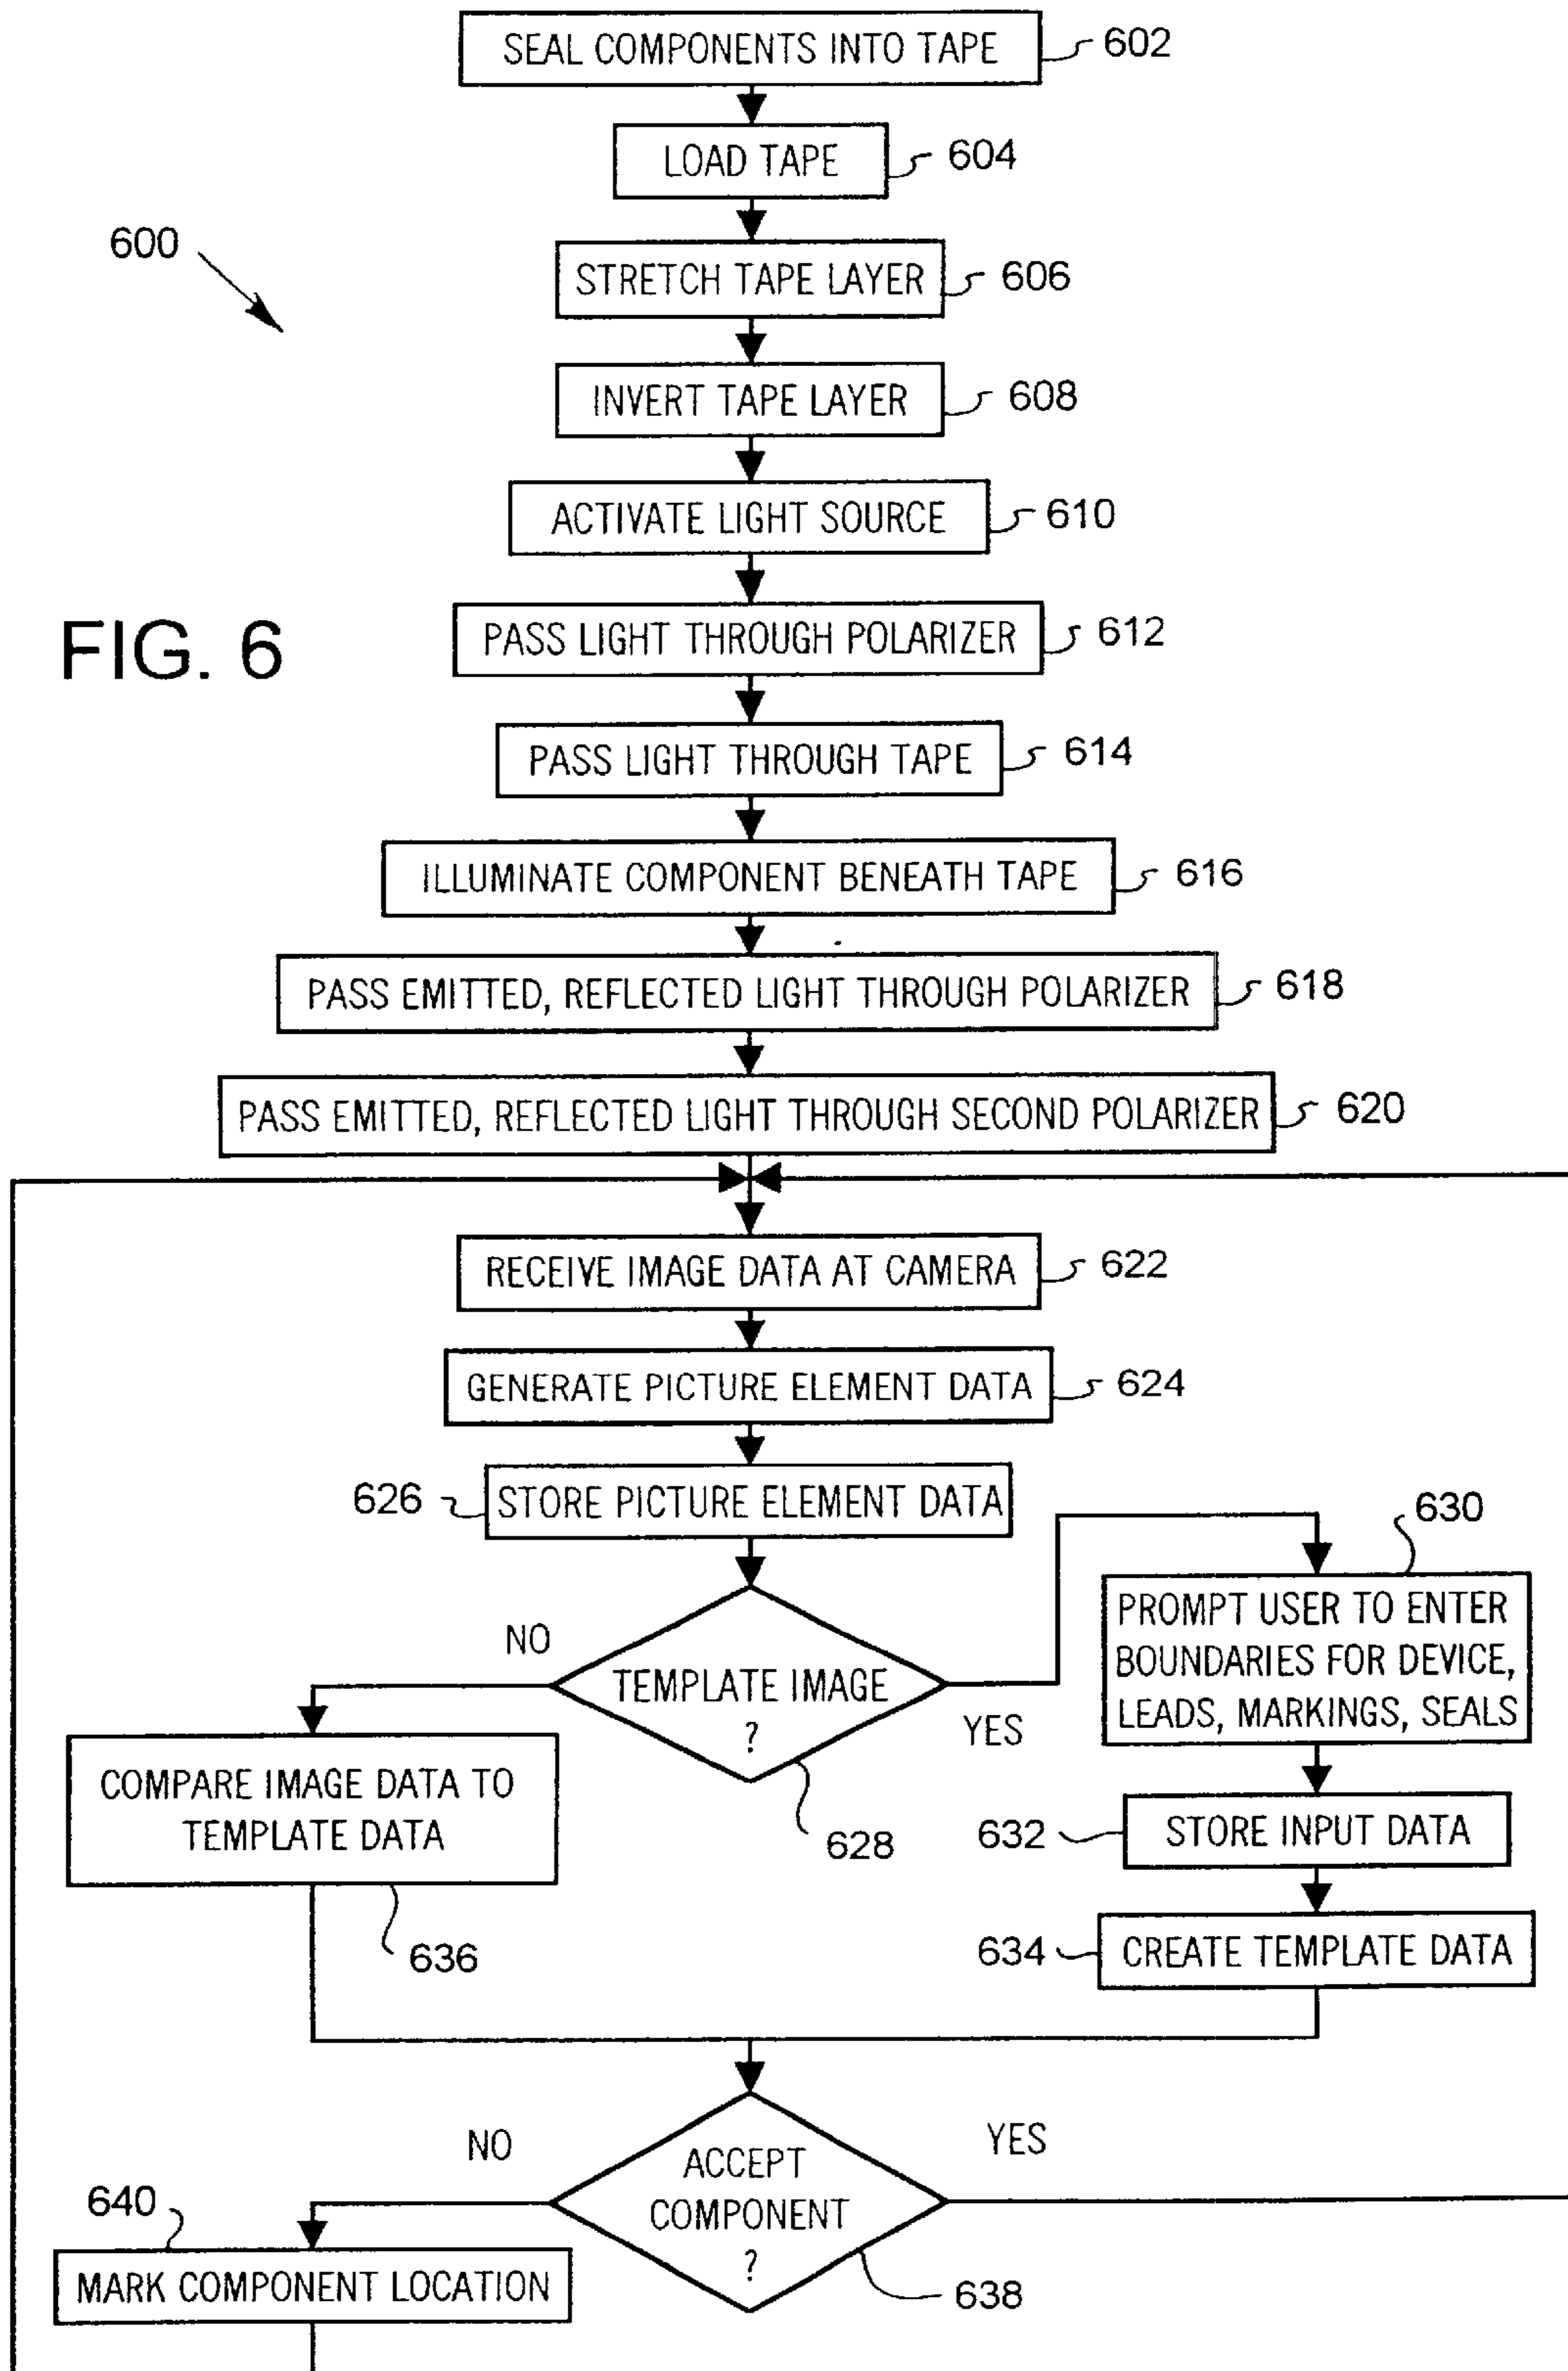 SEAL COMPONENTS INTO TAPE
602
LOAD TAPE
604
600
STRETCH TAPE LAYER
606
INVERT TAPE LAYER
608
ACTIVATE LIGHT SOURCE
610
FIG. 6
PASS LIGHT THROUGH POLARIZER
612
PASS LIGHT THROUGH TAPE
614
ILLUMINATE COMPONENT BENEATH TAPE
616
PASS EMITTED, REFLECTED LIGHT THROUGH POLARIZER
618
PASS EMITTED, REFLECTED LIGHT THROUGH SECOND POLARIZER
620
RECEIVE IMAGE DATA AT CAMERA
622
GENERATE PICTURE ELEMENT DATA
624
626
STORE PICTURE ELEMENT DATA
630
PROMPT USER TO ENTER
BOUNDARIES FOR DEVICE,
LEADS, MARKINGS, SEALS
NO
TEMPLATE IMAGE
?
YES
628
COMPARE IMAGE DATA TO
TEMPLATE DATA
636
632
STORE INPUT DATA
634
CREATE TEMPLATE DATA
NO
YES
ACCEPT
COMPONENT
?
638
640
MARK COMPONENT LOCATION